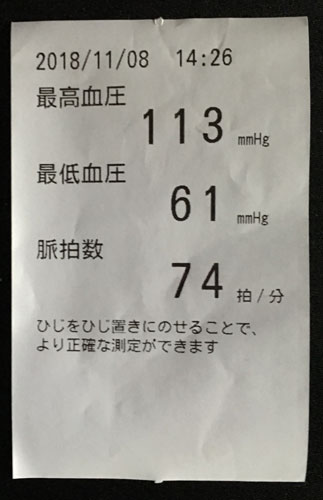 2018/11/08 14:26
最高血圧
113 mmHg
最低血圧
61 mmHg
脈拍数
74 拍/分
ひじをひじ置きにのせることで、
より正確な測定ができます